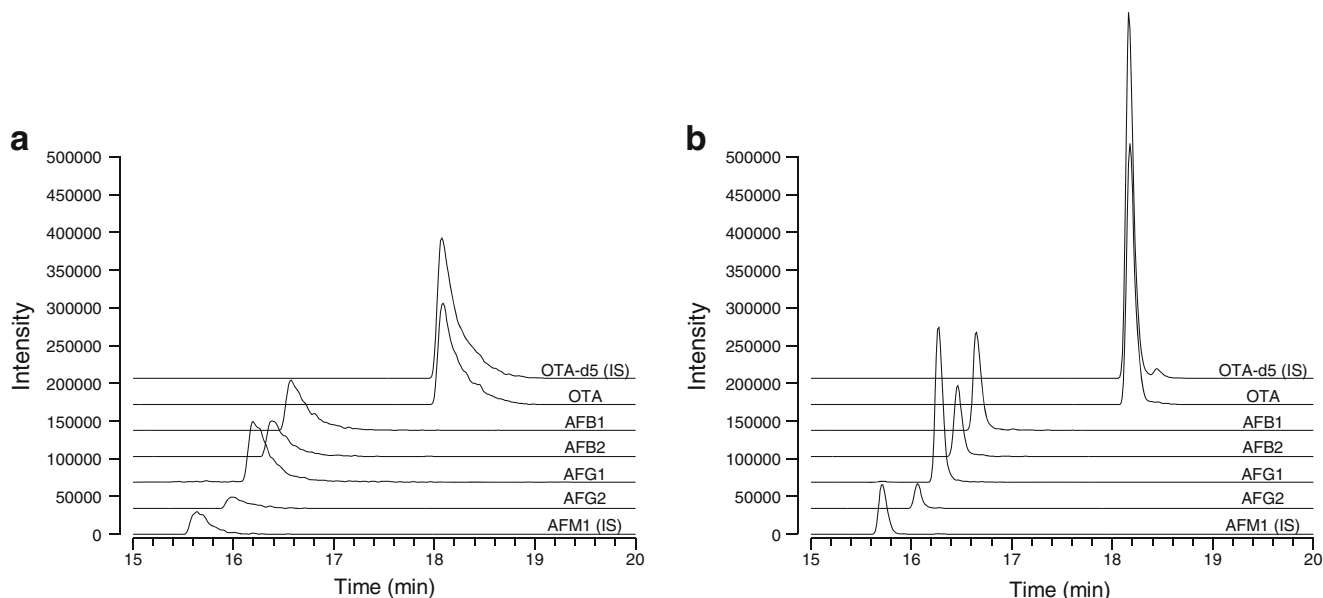 a
500000
450000
400000
350000
300000
250000
200000
150000
100000
50000
0
Intensity
OTA-d5 (IS)
OTA
AFB1
AFB2
AFG1
AFG2
AFM1 (IS)
15 16 17 18 19 20
Time (min)
b
500000
450000
400000
350000
300000
250000
200000
150000
100000
50000
0
Intensity
OTA-d5 (IS)
OTA
AFB1
AFB2
AFG1
AFG2
AFM1 (IS)
15 16 17 18 19 20
Time (min)